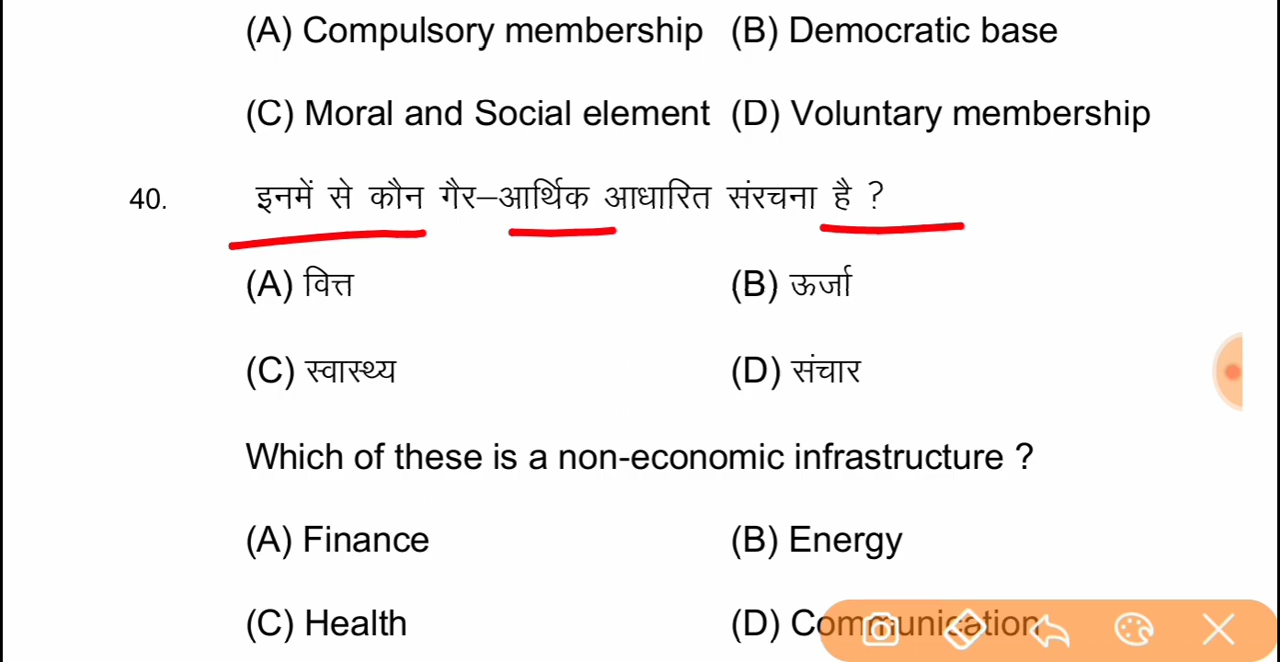 (A) Compulsory membership (B) Democratic base
(C) Moral and Social element (D) Voluntary membership
40. इनमें से कौन गैर–आर्थिक आधारित संरचना है ?
(A) वित्त (B) ऊर्जा
(C) स्वास्थ्य (D) संचार
Which of these is a non-economic infrastructure ?
(A) Finance (B) Energy
(C) Health (D) Communication